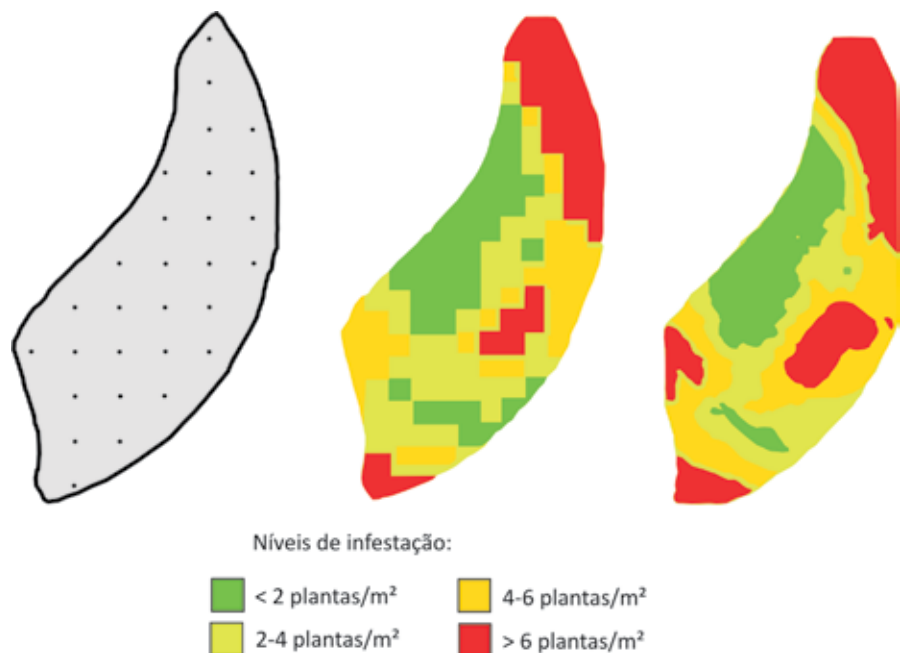 Níveis de infestação:
< 2 plantas/m² 4-6 plantas/m²
2-4 plantas/m² > 6 plantas/m²